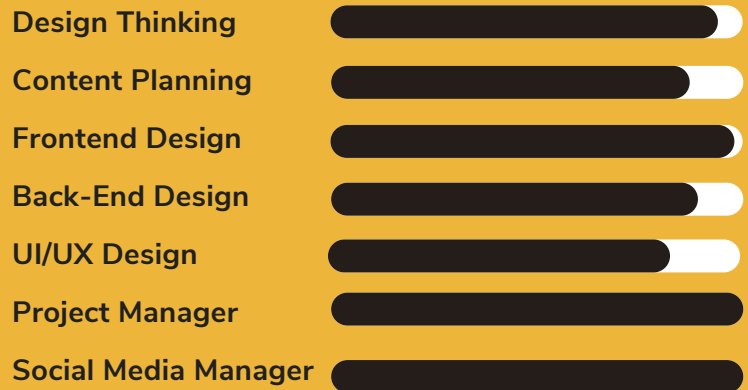 Design Thinking
Content Planning
Frontend Design
Back-End Design
UI/UX Design
Project Manager
Social Media Manager